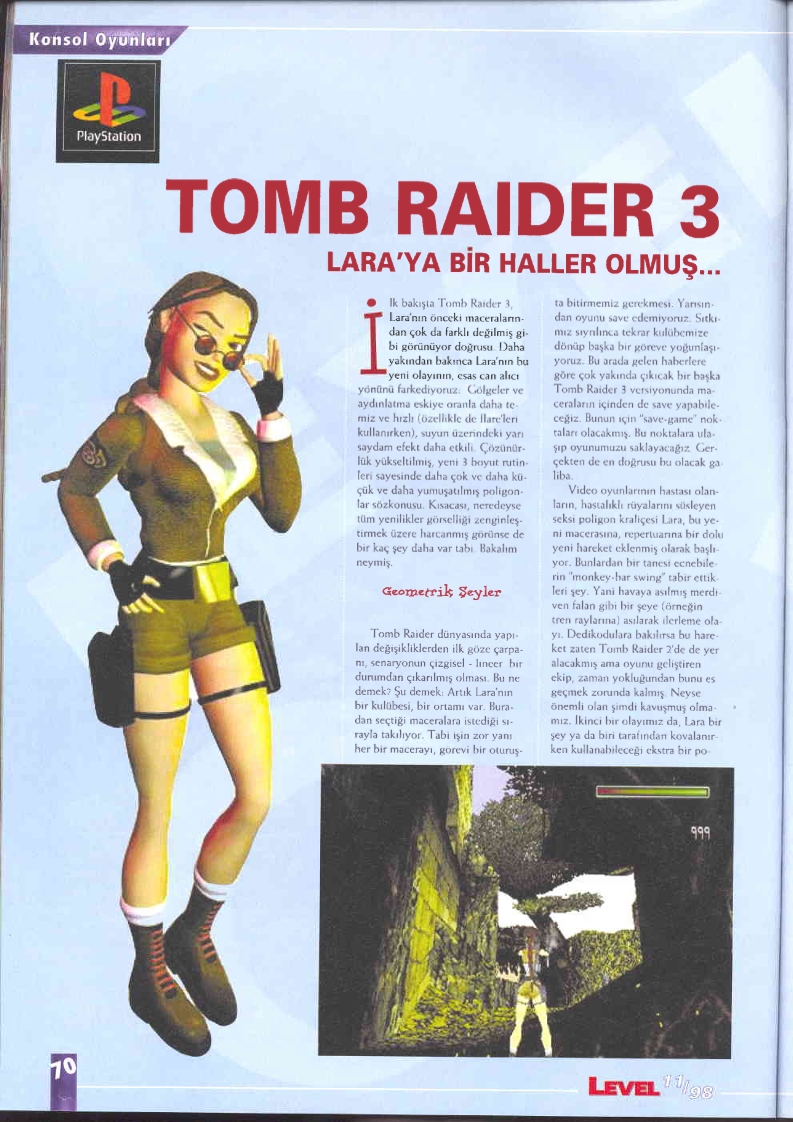 Konsol Oyunları
PlayStation
TOMB RAIDER 3
LARA'YA BİR HALLER OLMUŞ...
İlk bakışta Tomb Raider 3,
Lara'nın önceki maceraların-
dan çok da farklı değilmiş gi-
bi görünüyor doğrusu. Daha
yakından bakınca Lara'nın bu
yeni olayının, esas can alıcı
yönünü farkediyoruz: Gölgeler ve
aydınlatma eskiye oranla daha te-
miz ve hızlı (özellikle de flare'leri
kullanırken), suyun üzerindeki yarı
saydam efekt daha etkili. Çözünür-
lük yükseltilmiş, yeni 3 boyut rutin-
leri sayesinde daha çok ve daha kü-
çük ve daha yumuşatılmış poligon-
lar sözkonusu. Kısacası, neredeyse
tüm yenilikler görselliği zenginleş-
tirmek üzere harcanmış görünse de
bir kaç şey daha var tabi. Bakalım
neymiş.
Geometrik Şeyler
Tomb Raider dünyasında yapı-
lan değişikliklerden ilk göze çarpa-
nı, senaryonun çizgisel - lineer bir
durumdan çıkarılmış olması. Bu ne
demek? Şu demek: Artık Lara'nın
bir kulübesi, bir ortamı var. Bura-
dan seçtiği maceralara istediği sı-
rayla takılıyor. Tabi işin zor yanı
her bir macerayı, görevi bir oturuş-
ta bitirmemiz gerekmesi. Yarısın-
dan oyunu save edemiyoruz. Sıtkı-
mız sıyrılınca tekrar kulübemize
dönüp başka bir göreve yoğunlaşı-
yoruz. Bu arada gelen haberlere
göre çok yakında çıkıcak bir başka
Tomb Raider 3 versiyonunda ma-
ceraların içinden de save yapabile-
ceğiz. Bunun için "save-game" nok-
taları olacakmış. Bu noktalara ula-
şıp oyunumuzu saklayacağız. Ger-
çekten de en doğrusu bu olacak ga-
liba.
Video oyunlarının hastası olan-
ların, hastalıklı rüyalarını süsleyen
seksi poligon kraliçesi Lara, bu ye-
ni macerasına, repertuarına bir dolu
yeni hareket eklenmiş olarak başlı-
yor. Bunlardan bir tanesi ecnebile-
rin "monkey-bar swing" tabir ettik-
leri şey. Yani havaya asılmış merdi-
ven falan gibi bir şeye (örneğin
tren raylarına) asılarak ilerleme ola-
yı. Dedikodulara bakılırsa bu hare-
ket zaten Tomb Raider 2'de de yer
alacakmış ama oyunu geliştiren
ekip, zaman yokluğundan bunu es
geçmek zorunda kalmış. Neyse
önemli olan şimdi kavuşmuş olma-
mız. İkinci bir olayımız da, Lara bir
şey ya da biri tarafından kovalanır-
ken kullanabileceği ekstra bir po-
999
70
LEVEL 11/98